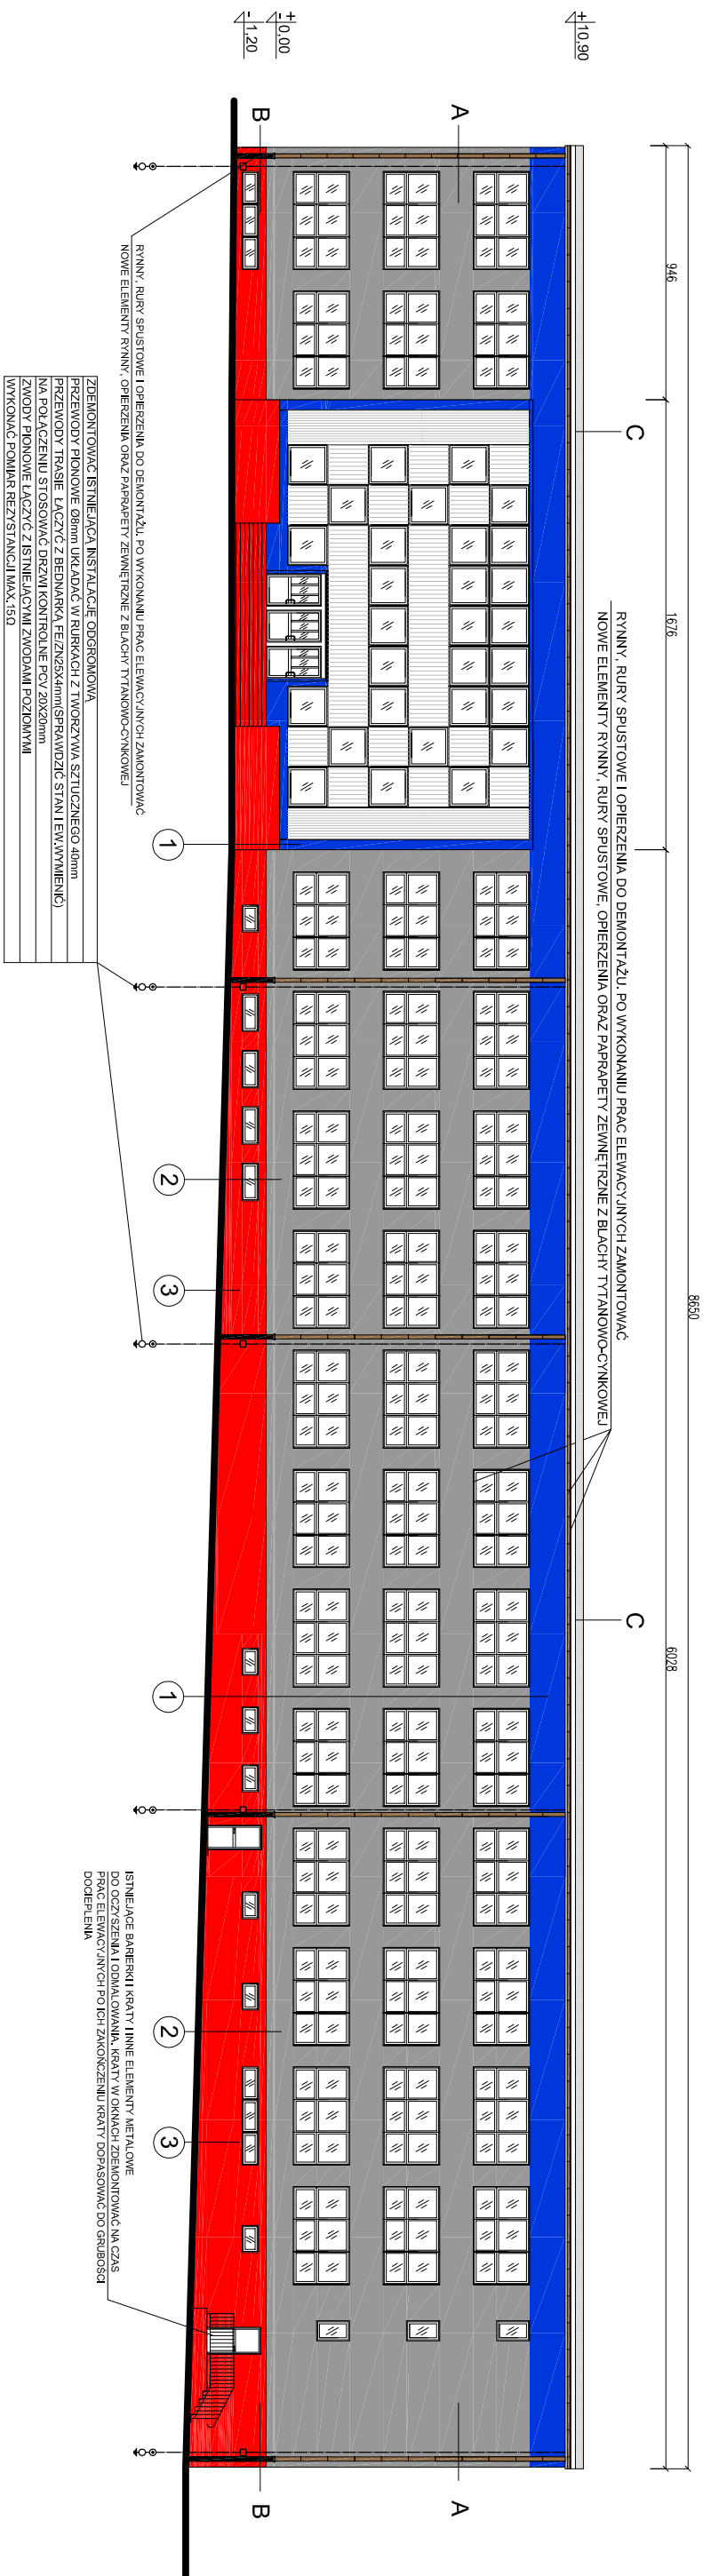 8650
946
1676
6028
RYNNY, RURY SPUSTOWE I OPIERZENIA DO DEMONTAŻU. PO WYKONANIU PRAC ELEWACYJNYCH ZAMONTOWAĆ
NOWE ELEMENTY RYNNY, RURY SPUSTOWE, OPIERZENIA ORAZ PAPRAPETY ZEWNĘTRZNE Z BLACHY TYTANOWO-CYNKOWEJ
C
C
+10,90
A
A
+
- 0,00
B
B
-1,20
1
2
3
1
2
3
RYNNY, RURY SPUSTOWE I OPIERZENIA DO DEMONTAŻU. PO WYKONANIU PRAC ELEWACYJNYCH ZAMONTOWAĆ
NOWE ELEMENTY RYNNY, OPIERZENIA ORAZ PAPRAPETY ZEWNĘTRZNE Z BLACHY TYTANOWO-CYNKOWEJ
ZDEMONTOWAĆ ISTNIEJĄCĄ INSTALACJĘ ODGROMOWĄ
PRZEWODY PIONOWE Ø8mm UKŁADAĆ W RURKACH Z TWORZYWA SZTUCZNEGO 40mm
PRZEWODY TRASIE ŁĄCZYĆ Z BEDNARKĄ FE/ZN25X4mm(SPRAWDZIĆ STAN I EW.WYMIENIĆ)
NA POŁĄCZENIU STOSOWAĆ DRZWI KONTROLNE PCV 20X20mm
ZWODY PIONOWE ŁĄCZYĆ Z ISTNIEJĄCYMI ZWODAMI POZIOMYMI
WYKONAĆ POMIAR REZYSTANCJI MAX.15Ω
ISTNIEJĄCE BARIERKI I KRATY I INNE ELEMENTY METALOWE
DO OCZYSZENIA I ODMALOWANIA. KRATY W OKNACH ZDEMONTOWAĆ NA CZAS
PRAC ELEWACYJNYCH PO ICH ZAKOŃCZENIU KRATY DOPASOWAĆ DO GRUBOŚCI
DOCIEPLENIA